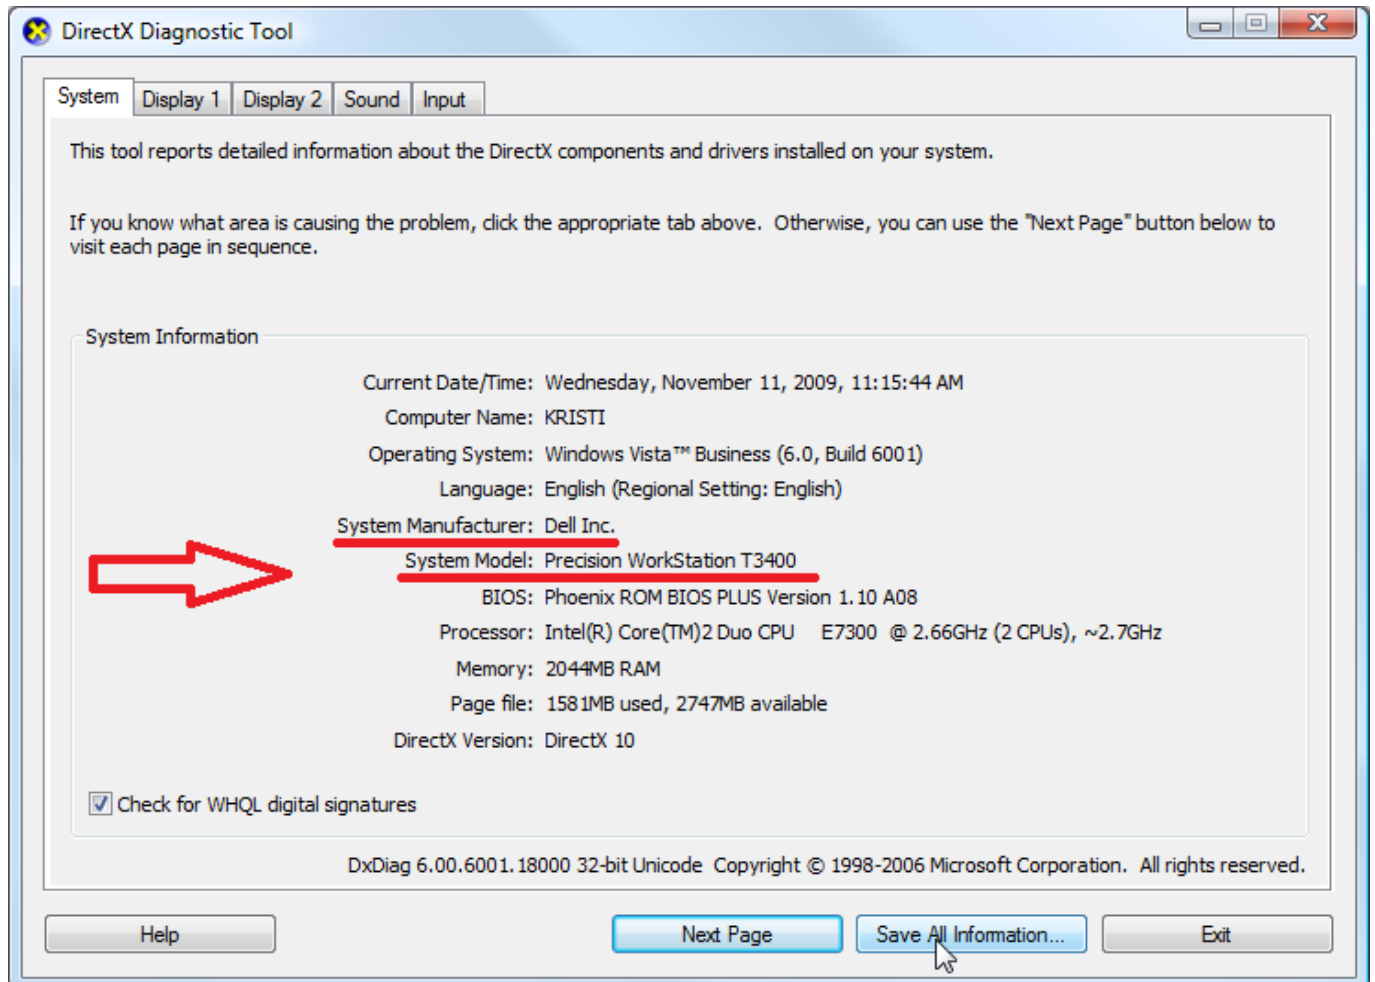 DirectX Diagnostic Tool
System Display 1 Display 2 Sound Input
This tool reports detailed information about the DirectX components and drivers installed on your system.
If you know what area is causing the problem, click the appropriate tab above. Otherwise, you can use the "Next Page" button below to
visit each page in sequence.
System Information
Current Date/Time: Wednesday, November 11, 2009, 11:15:44 AM
Computer Name: KRISTI
Operating System: Windows Vista™ Business (6.0, Build 6001)
Language: English (Regional Setting: English)
System Manufacturer: Dell Inc.
System Model: Precision WorkStation T3400
BIOS: Phoenix ROM BIOS PLUS Version 1.10 A08
Processor: Intel(R) Core(TM)2 Duo CPU E7300 @ 2.66GHz (2 CPUs), ~2.7GHz
Memory: 2044MB RAM
Page file: 1581MB used, 2747MB available
DirectX Version: DirectX 10
Check for WHQL digital signatures
DxDiag 6.00.6001.18000 32-bit Unicode Copyright © 1998-2006 Microsoft Corporation. All rights reserved.
Help Next Page Save All Information... Exit